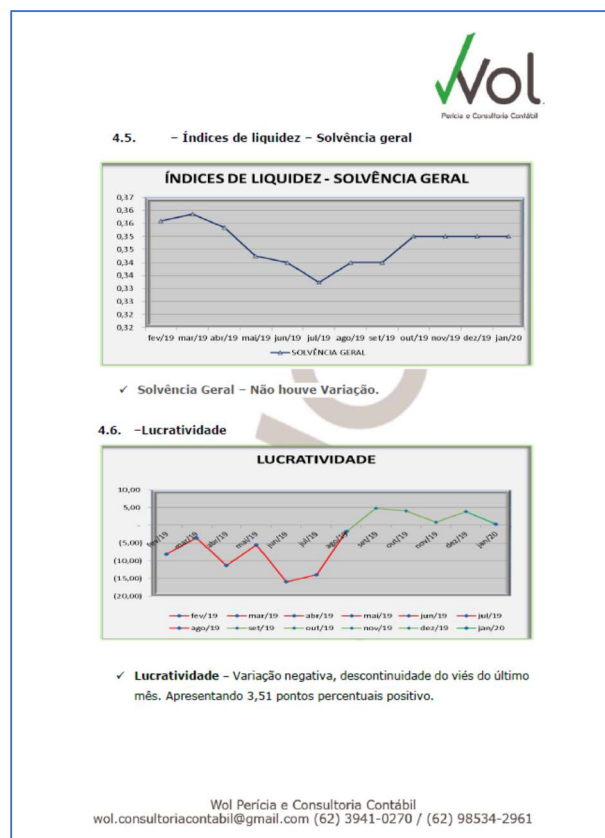 Wol
Perícia e Consultoria Contábil
4.5. – Índices de liquidez – Solvência geral
ÍNDICES DE LIQUIDEZ - SOLVÊNCIA GERAL
0,37
0,36
0,36
0,35
0,35
0,34
0,34
0,33
0,33
0,32
0,32
fev/19 mar/19 abr/19 mai/19 jun/19 jul/19 ago/19 set/19 out/19 nov/19 dez/19 jan/20
SOLVÊNCIA GERAL
✓ Solvência Geral – Não houve Variação.
4.6. –Lucratividade
LUCRATIVIDADE
10,00
5,00
-
(5,00)
(10,00)
(15,00)
(20,00)
fev/19 mar/19 abr/19 mai/19 jun/19 jul/19 ago/19 set/19 out/19 nov/19 dez/19 jan/20
fev/19 mar/19 abr/19 mai/19 jun/19 jul/19
ago/19 set/19 out/19 nov/19 dez/19 jan/20
✓ Lucratividade – Variação negativa, descontinuidade do viés do último
mês. Apresentando 3,51 pontos percentuais positivo.
Wol Perícia e Consultoria Contábil
wol.consultoriacontabil@gmail.com (62) 3941-0270 / (62) 98534-2961